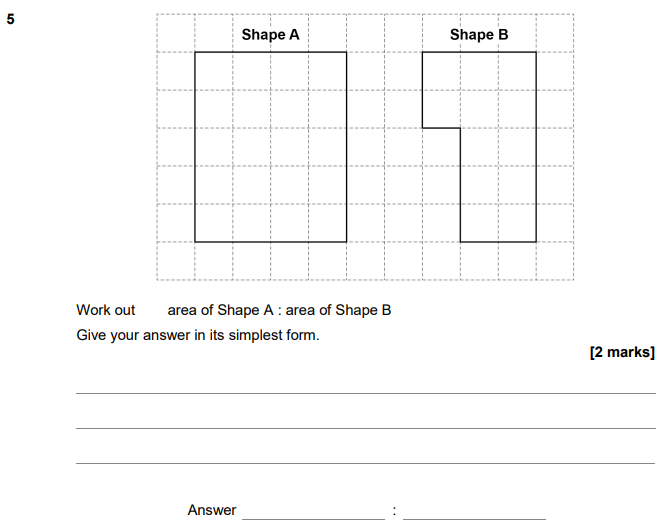 5
Shape A Shape B
Work out area of Shape A : area of Shape B
Give your answer in its simplest form.
[2 marks]
Answer :